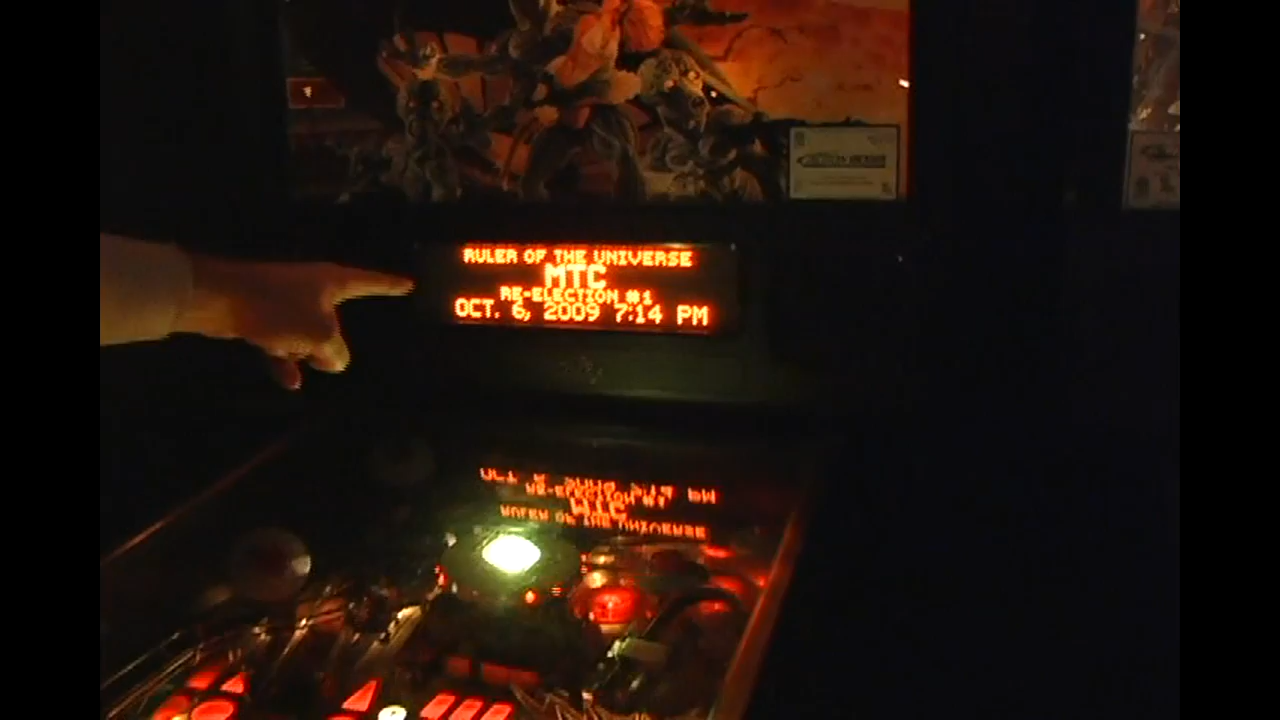 RULER OF THE UNIVERSE
MTC
RE-ELECTION #1
OCT. 6, 2009 7:14 PM